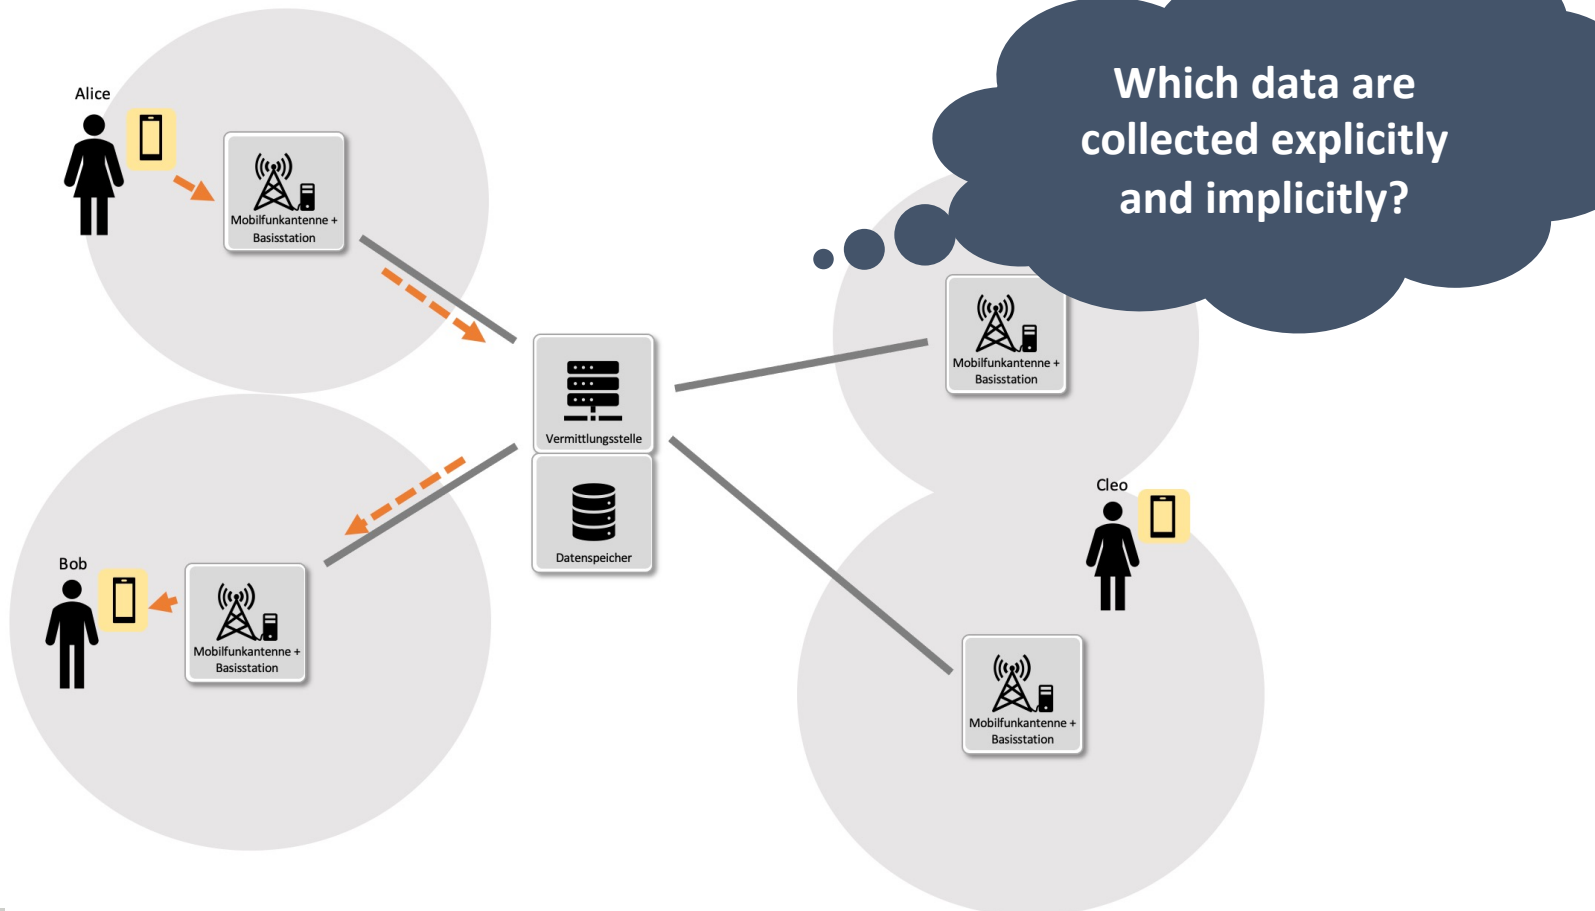 Which data are
collected explicitly
and implicitly?
Alice
Mobilfunkantenne +
Basisstation
Mobilfunkantenne +
Basisstation
Vermittlungsstelle
Datenspeicher
Cleo
Bob
Mobilfunkantenne +
Basisstation
Mobilfunkantenne +
Basisstation